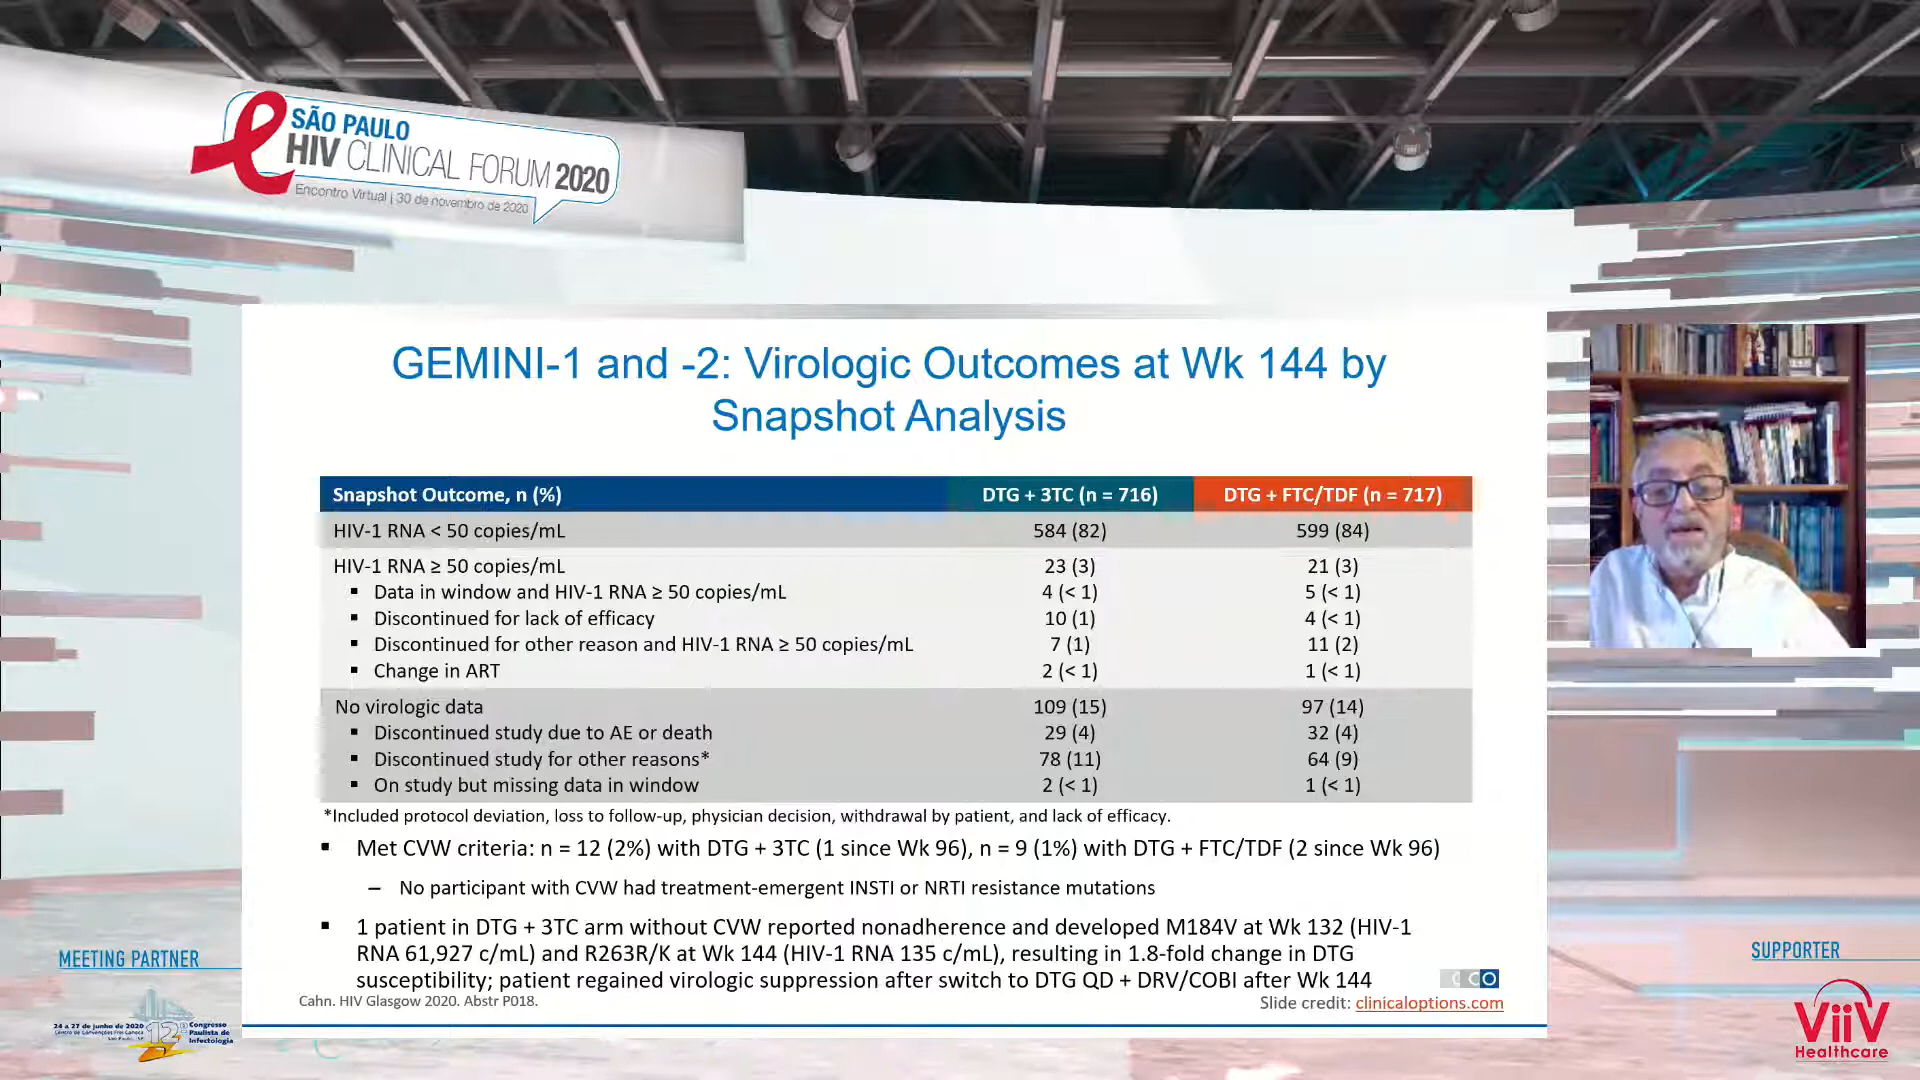 SÃO PAULO
HIV CLINICAL FORUM 2020
Encontro Virtual | 30 de novembro de 2020
GEMINI-1 and -2: Virologic Outcomes at Wk 144 by
Snapshot Analysis
Snapshot Outcome, n (%) DTG + 3TC (n = 716) DTG + FTC/TDF (n = 717)
HIV-1 RNA < 50 copies/mL 584 (82) 599 (84)
HIV-1 RNA ≥ 50 copies/mL 23 (3) 21 (3)
▪ Data in window and HIV-1 RNA ≥ 50 copies/mL 4 (< 1) 5 (< 1)
▪ Discontinued for lack of efficacy 10 (1) 4 (< 1)
▪ Discontinued for other reason and HIV-1 RNA ≥ 50 copies/mL 7 (1) 11 (2)
▪ Change in ART 2 (< 1) 1 (< 1)
No virologic data 109 (15) 97 (14)
▪ Discontinued study due to AE or death 29 (4) 32 (4)
▪ Discontinued study for other reasons* 78 (11) 64 (9)
▪ On study but missing data in window 2 (< 1) 1 (< 1)
*Included protocol deviation, loss to follow-up, physician decision, withdrawal by patient, and lack of efficacy.
▪ Met CVW criteria: n = 12 (2%) with DTG + 3TC (1 since Wk 96), n = 9 (1%) with DTG + FTC/TDF (2 since Wk 96)
– No participant with CVW had treatment-emergent INSTI or NRTI resistance mutations
▪ 1 patient in DTG + 3TC arm without CVW reported nonadherence and developed M184V at Wk 132 (HIV-1
RNA 61,927 c/mL) and R263R/K at Wk 144 (HIV-1 RNA 135 c/mL), resulting in 1.8-fold change in DTG
susceptibility; patient regained virologic suppression after switch to DTG QD + DRV/COBI after Wk 144
Cahn. HIV Glasgow 2020. Abstr P018.
CCO
Slide credit: clinicaloptions.com
MEETING PARTNER
24 a 27 de junho de 2020
12º
Congresso
Paulista de
Infectologia
SUPPORTER
ViiV
Healthcare